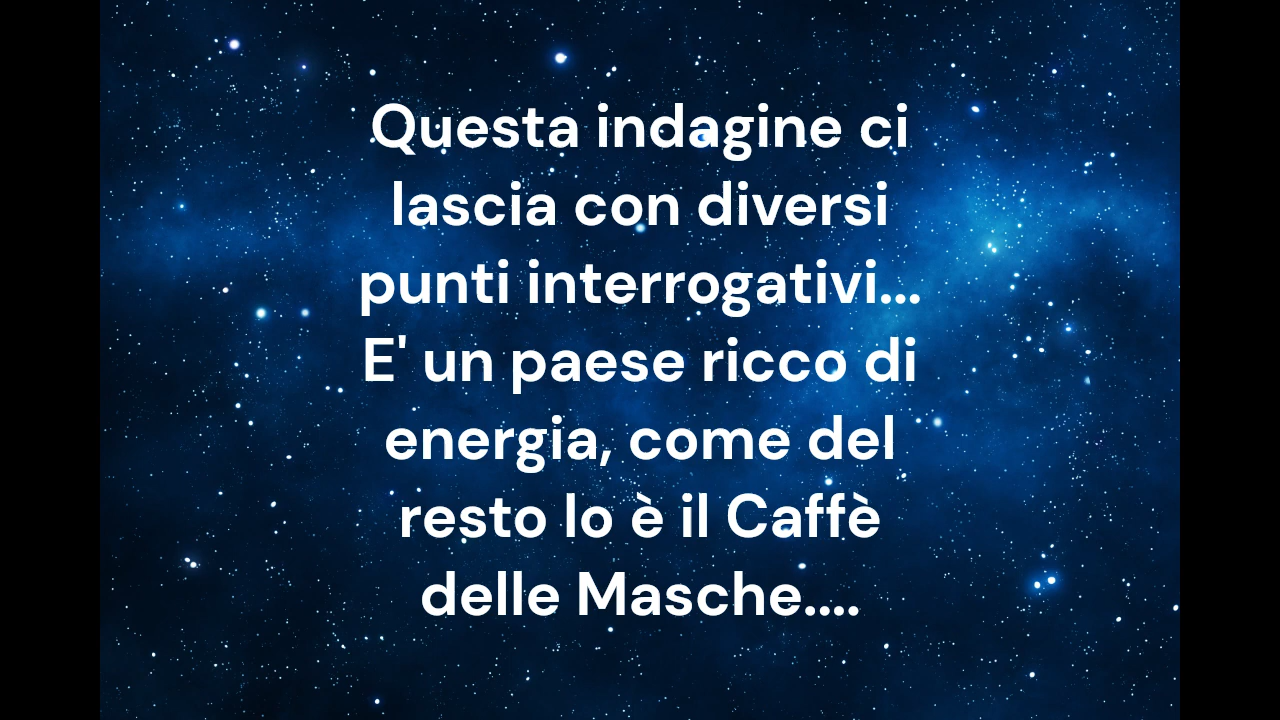 Questa indagine ci
lascia con diversi
punti interrogativi...
E' un paese ricco di
energia, come del
resto lo è il Caffè
delle Masche....